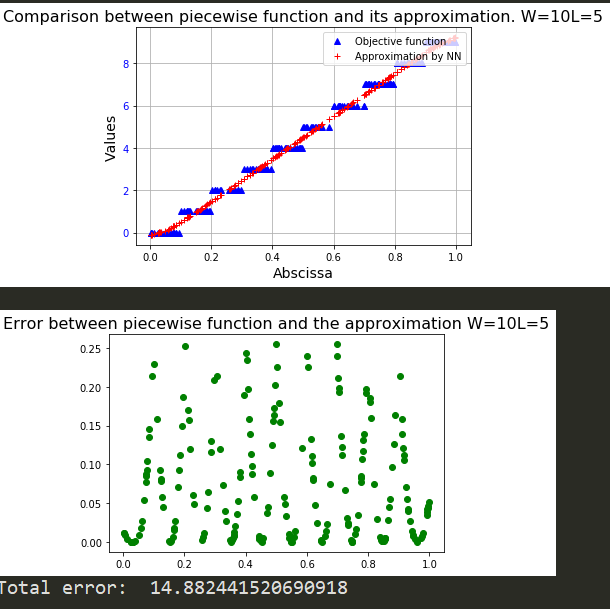 Comparison between piecewise function and its approximation. W=10L=5
Objective function
Approximation by NN
Values
8
6
4
2
0
0.0 0.2 0.4 0.6 0.8 1.0
Abscissa
Error between piecewise function and the approximation W=10L=5
0.25
0.20
0.15
0.10
0.05
0.00
0.0 0.2 0.4 0.6 0.8 1.0
Total error: 14.882441520690918